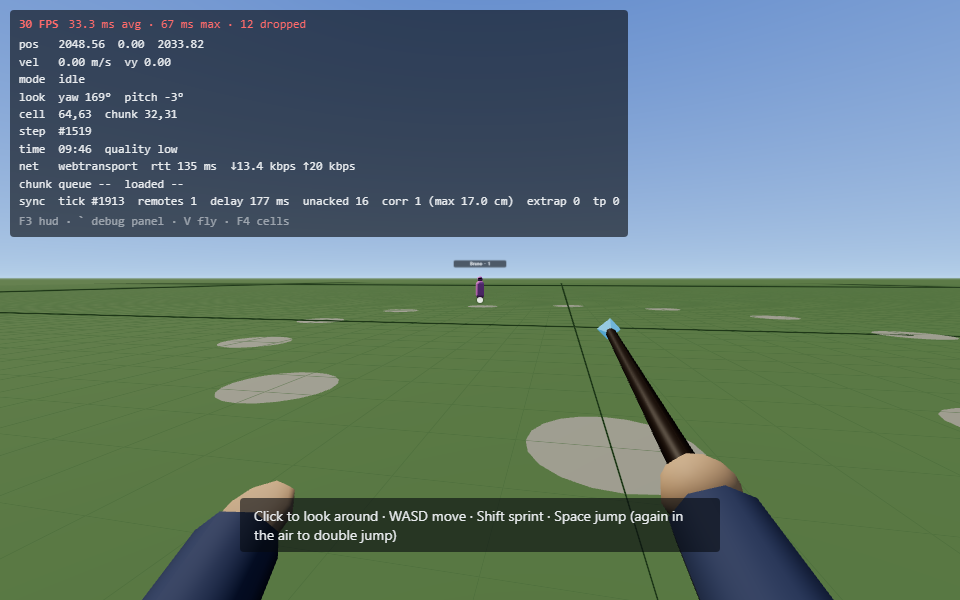 30 FPS 33.3 ms avg · 67 ms max · 12 dropped
pos 2048.56 0.00 2033.82
vel 0.00 m/s vy 0.00
mode idle
look yaw 169° pitch -3°
cell 64,63 chunk 32,31
step #1519
time 09:46 quality low
net webtransport rtt 135 ms ↓13.4 kbps ↑20 kbps
chunk queue -- loaded --
sync tick #1913 remotes 1 delay 177 ms unacked 16 corr 1 (max 17.0 cm) extrap 0 tp 0
F3 hud · ` debug panel · V fly · F4 cells
Click to look around · WASD move · Shift sprint · Space jump (again in
the air to double jump)